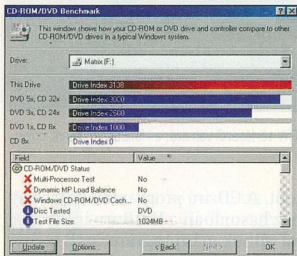 CD-ROM/DVD Benchmark
This window shows how your CD-ROM or DVD drive and controller compare to other
CD-ROM/DVD drives in a typical Windows system.
Drive: Matrix (F:)
This Drive Drive Index 3138
DVD 5x, CD 32x Drive Index 3000
DVD 3x, CD 24x Drive Index 2500
DVD 1x, CD 8x Drive Index 1000
CD 8x Drive Index 0
Field Value
CD-ROM/DVD Status
Multi-Processor Test No
Dynamic MP Load Balance No
Windows CD-ROM/DVD Cach... No
Disc Tested DVD
Test File Size 1024MB
Update Options... < Back Next > OK